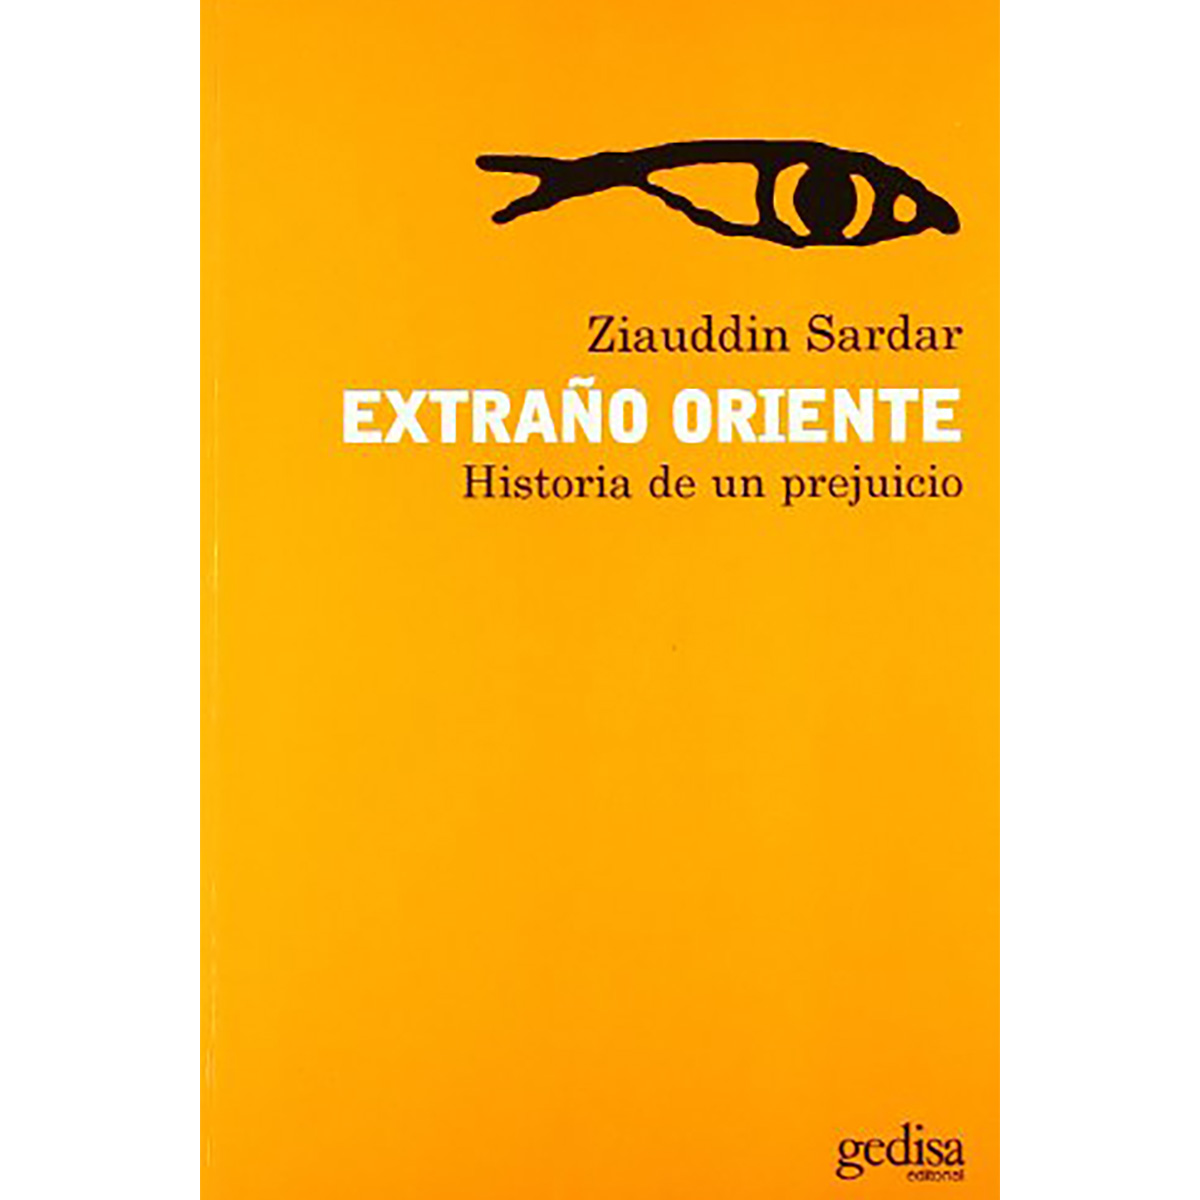 Ziauddin Sardar
EXTRAÑO ORIENTE
Historia de un prejuicio
gedisa
editorial